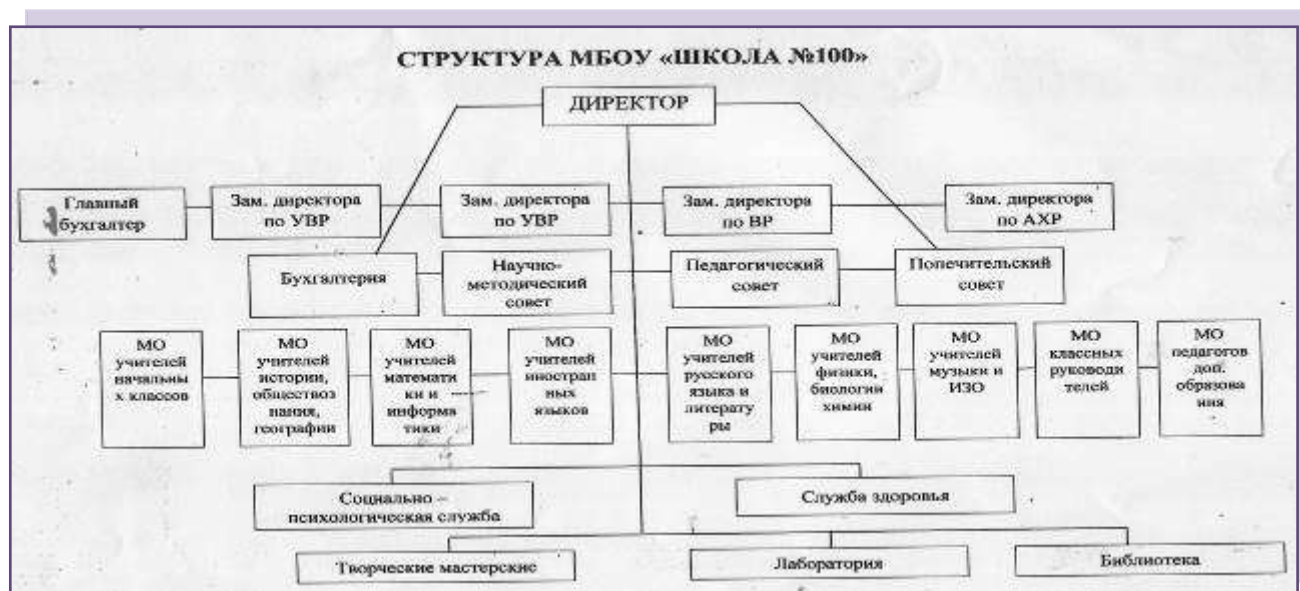 СТРУКТУРА МБОУ «ШКОЛА №100»
ДИРЕКТОР
Главный
бухгалтер
Зам. директора
по УВР
Зам. директора
по УВР
Зам. директора
по ВР
Зам. директора
по АХР
Бухгалтерия
Научно-
методический
совет
Педагогический
совет
Попечительский
совет
МО
учителей
начальны
х классов
МО
учителей
истории,
обществоз
нания,
географии
МО
учителей
математи
ки и
информа
тики
МО
учителей
иностран
ных
языков
МО
учителей
русского
языка и
литерату
ры
МО
учителей
физики,
биологии
химии
МО
учителей
музыки и
ИЗО
МО
классных
руководи
телей
МО
педагогов
доп.
образова
ния
Социально –
психологическая служба
Служба здоровья
Творческие мастерские
Лаборатория
Библиотека